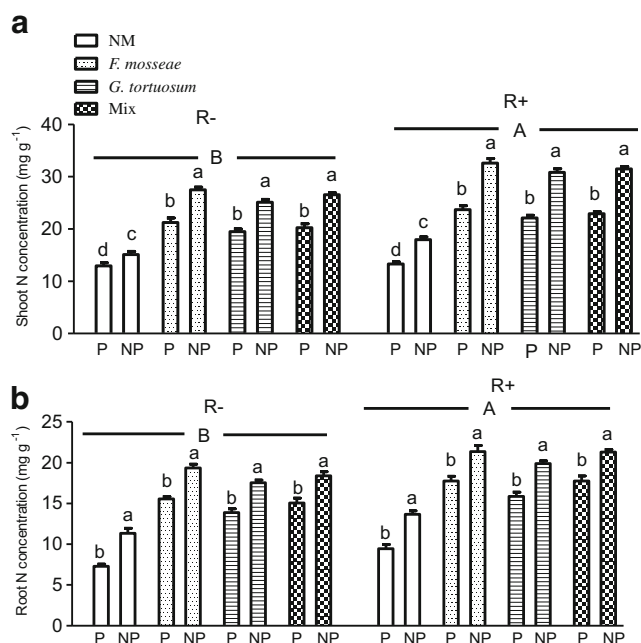 a
NM
F. mosseae
G. tortuosum
Mix
R-
R+
B
A
Shoot N concentration (mg g-1)
40
30
20
10
0
d c b a b a b a
d c b a b a b a
P NP P NP P NP P NP
P NP P NP P NP P NP
b
R-
R+
B
A
Root N concentration (mg g-1)
25
20
15
10
5
0
b a b a b a b a
b a b a b a b a
P NP P NP P NP P NP
P NP P NP P NP P NP